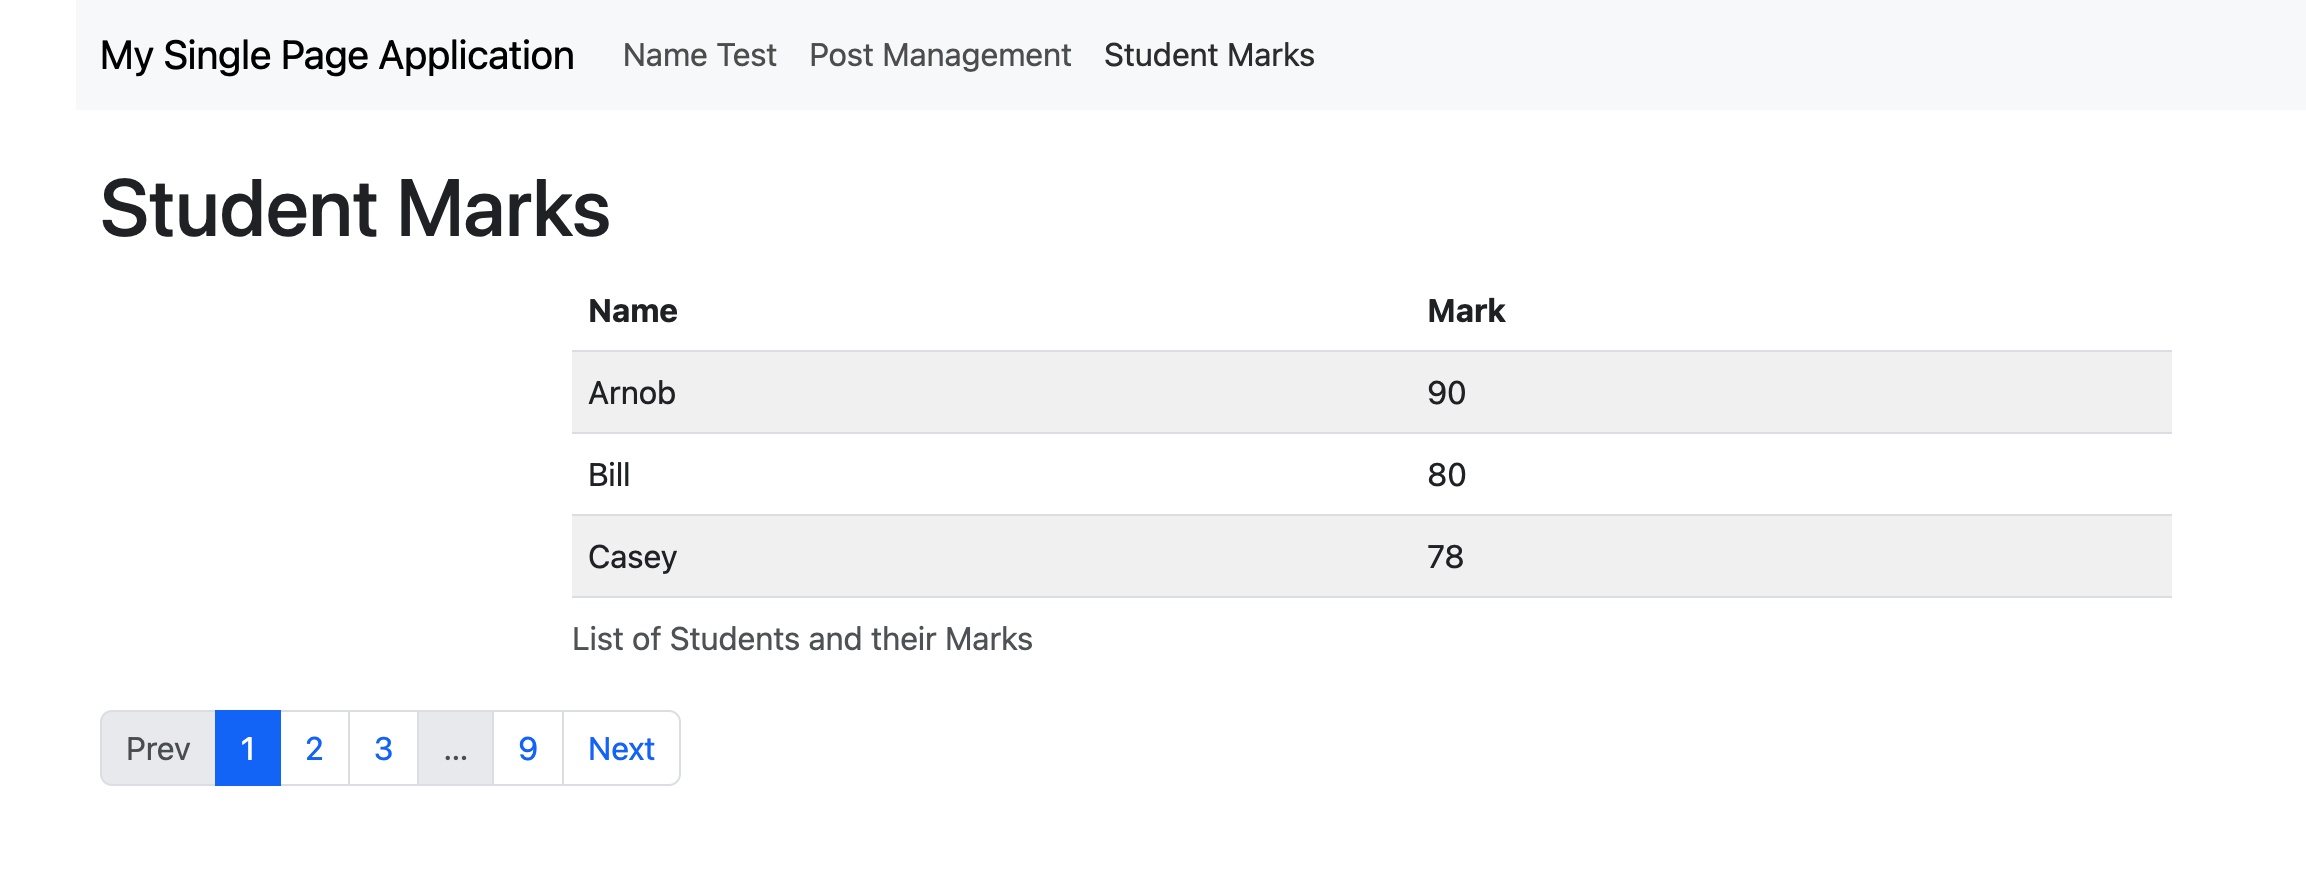 My Single Page Application Name Test Post Management Student Marks
Student Marks
Name Mark
Arnob 90
Bill 80
Casey 78
List of Students and their Marks
Prev 1 2 3 ... 9 Next